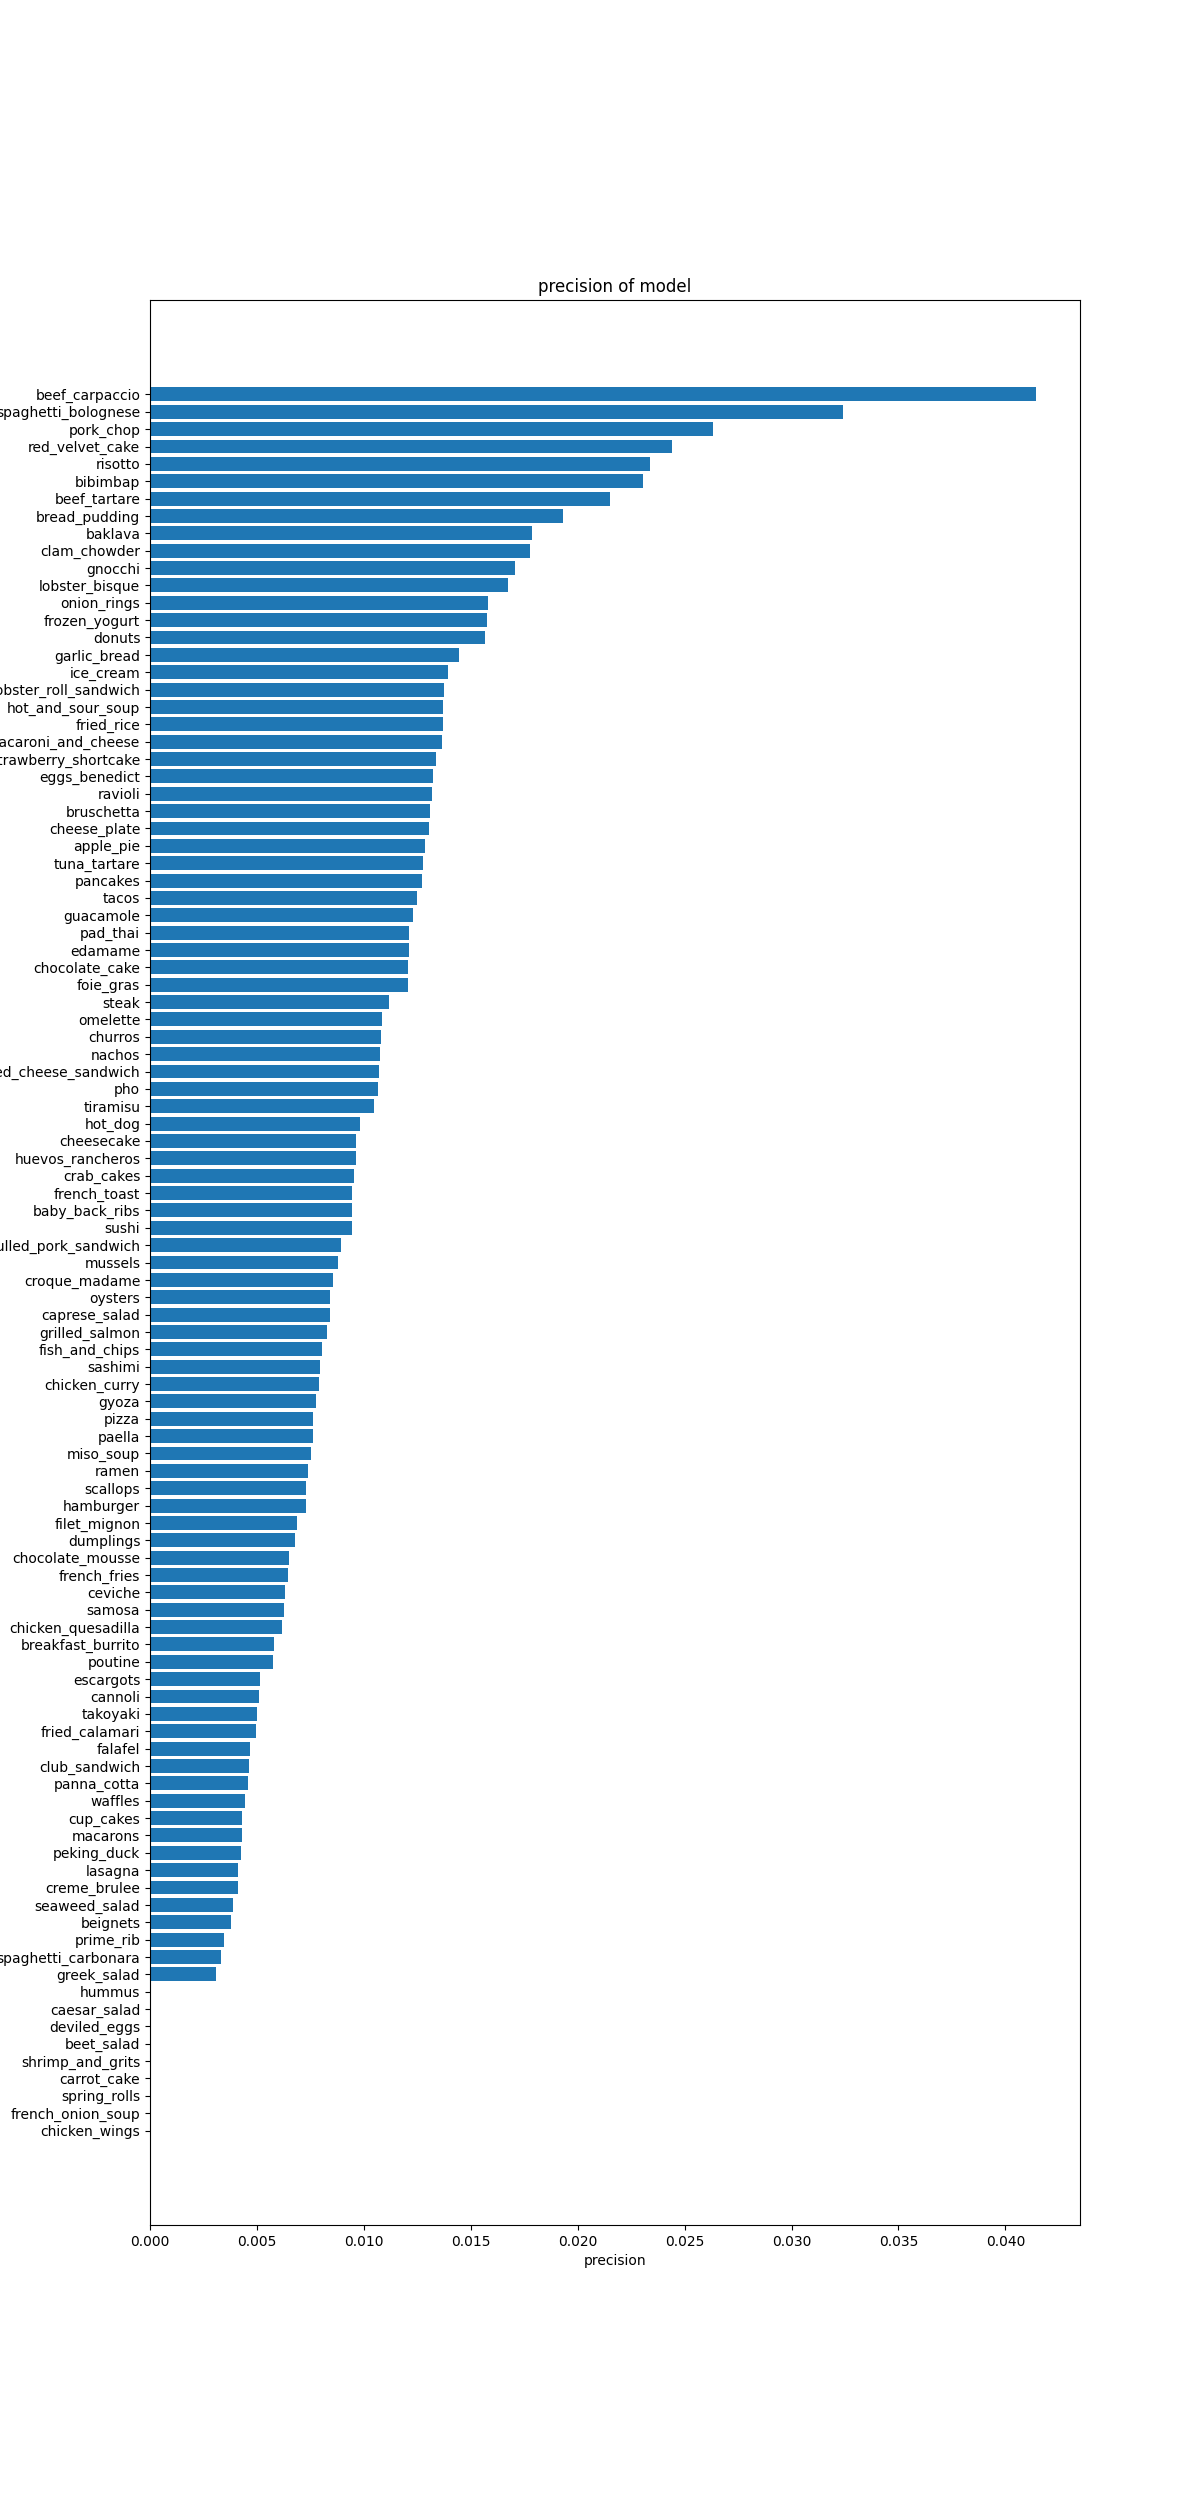 precision of model
beef_carpaccio
spaghetti_bolognese
pork_chop
red_velvet_cake
risotto
bibimbap
beef_tartare
bread_pudding
baklava
clam_chowder
gnocchi
lobster_bisque
onion_rings
frozen_yogurt
donuts
garlic_bread
ice_cream
obster_roll_sandwich
hot_and_sour_soup
fried_rice
acaroni_and_cheese
trawberry_shortcake
eggs_benedict
ravioli
bruschetta
cheese_plate
apple_pie
tuna_tartare
pancakes
tacos
guacamole
pad_thai
edamame
chocolate_cake
foie_gras
steak
omelette
churros
nachos
ed_cheese_sandwich
pho
tiramisu
hot_dog
cheesecake
huevos_rancheros
crab_cakes
french_toast
baby_back_ribs
sushi
ulled_pork_sandwich
mussels
croque_madame
oysters
caprese_salad
grilled_salmon
fish_and_chips
sashimi
chicken_curry
gyoza
pizza
paella
miso_soup
ramen
scallops
hamburger
filet_mignon
dumplings
chocolate_mousse
french_fries
ceviche
samosa
chicken_quesadilla
breakfast_burrito
poutine
escargots
cannoli
takoyaki
fried_calamari
falafel
club_sandwich
panna_cotta
waffles
cup_cakes
macarons
peking_duck
lasagna
creme_brulee
seaweed_salad
beignets
prime_rib
spaghetti_carbonara
greek_salad
hummus
caesar_salad
deviled_eggs
beet_salad
shrimp_and_grits
carrot_cake
spring_rolls
french_onion_soup
chicken_wings
0.000 0.005 0.010 0.015 0.020 0.025 0.030 0.035 0.040
precision